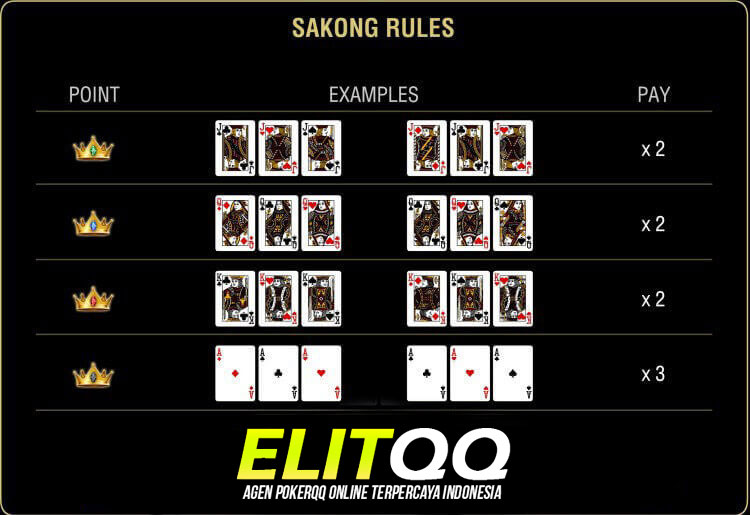 SAKONG RULES
POINT EXAMPLES PAY
J J J J J J x 2
Q Q Q Q Q Q x 2
K K K K K K x 2
A A A A A A x 3
ELITQQ
AGEN POKERQQ ONLINE TERPERCAYA INDONESIA